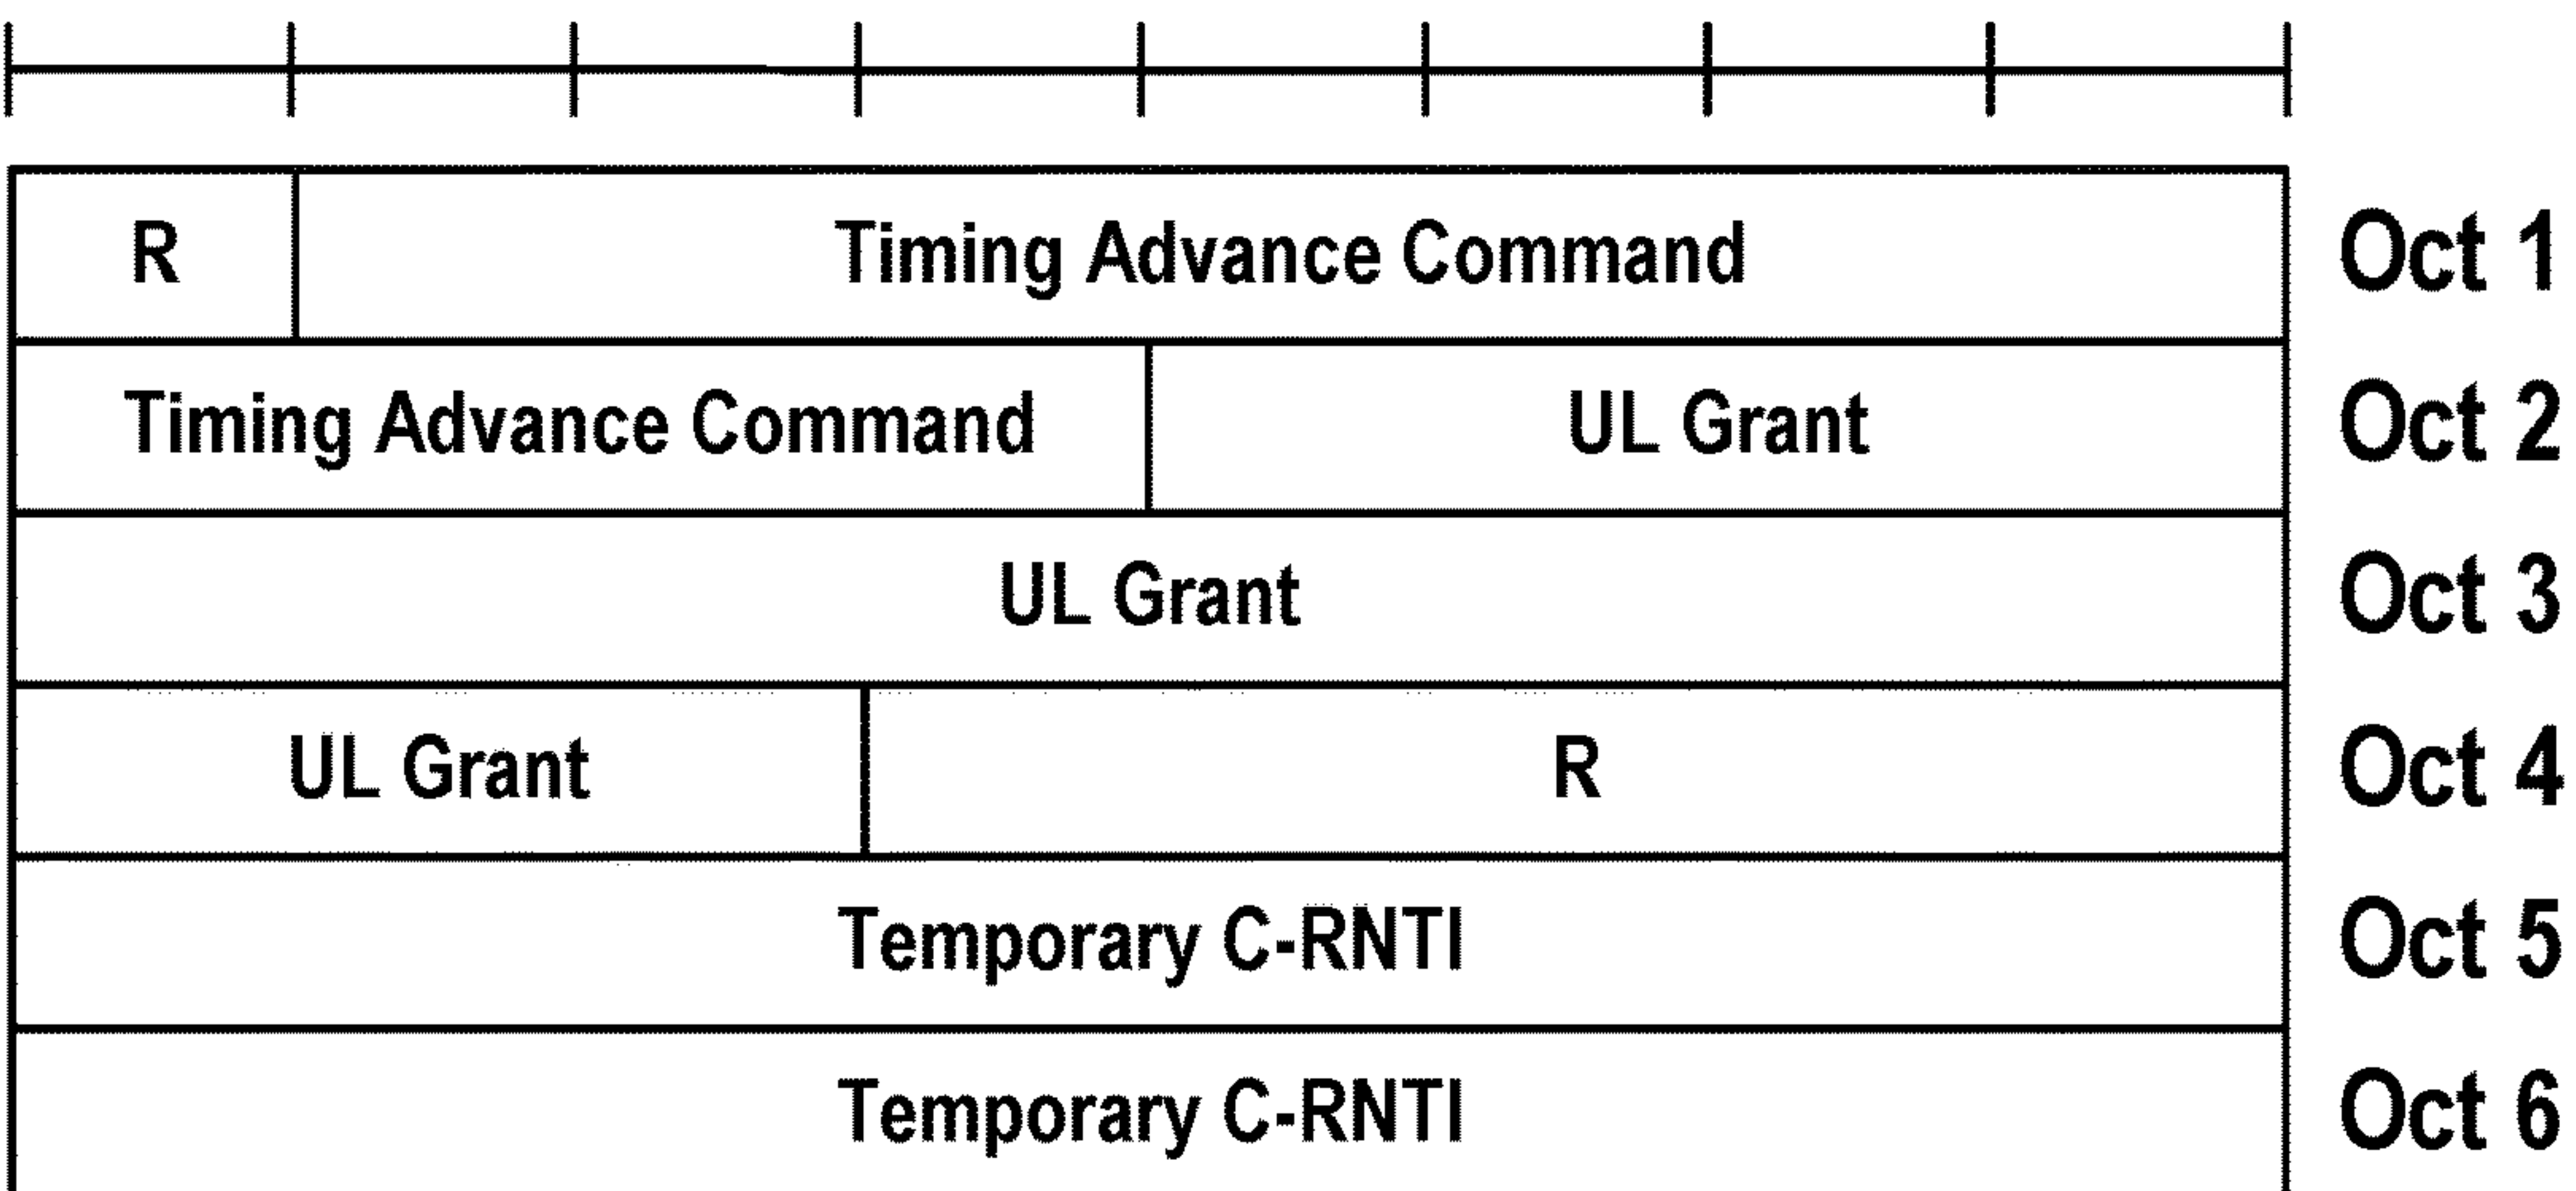 R Timing Advance Command Oct 1
Timing Advance Command UL Grant Oct 2
UL Grant Oct 3
UL Grant R Oct 4
Temporary C-RNTI Oct 5
Temporary C-RNTI Oct 6